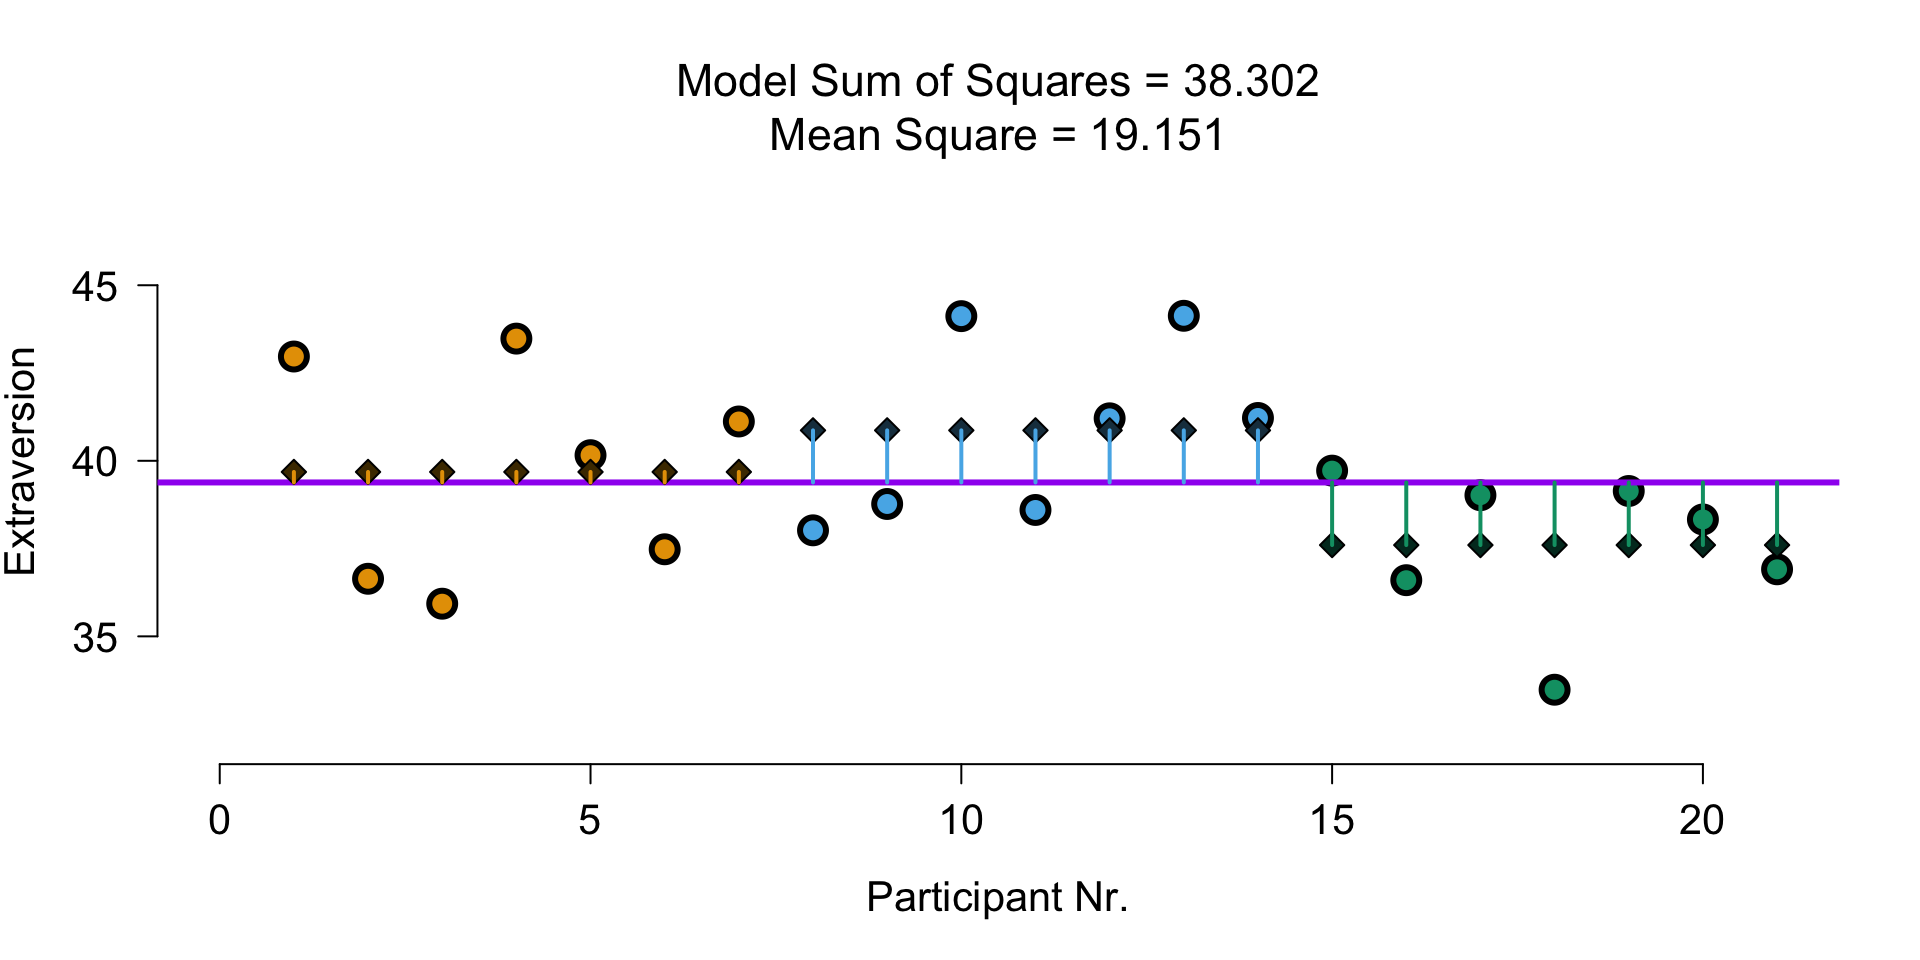 Model Sum of Squares = 38.302
Mean Square = 19.151
Extraversion
45
40
35
0 5 10 15 20
Participant Nr.